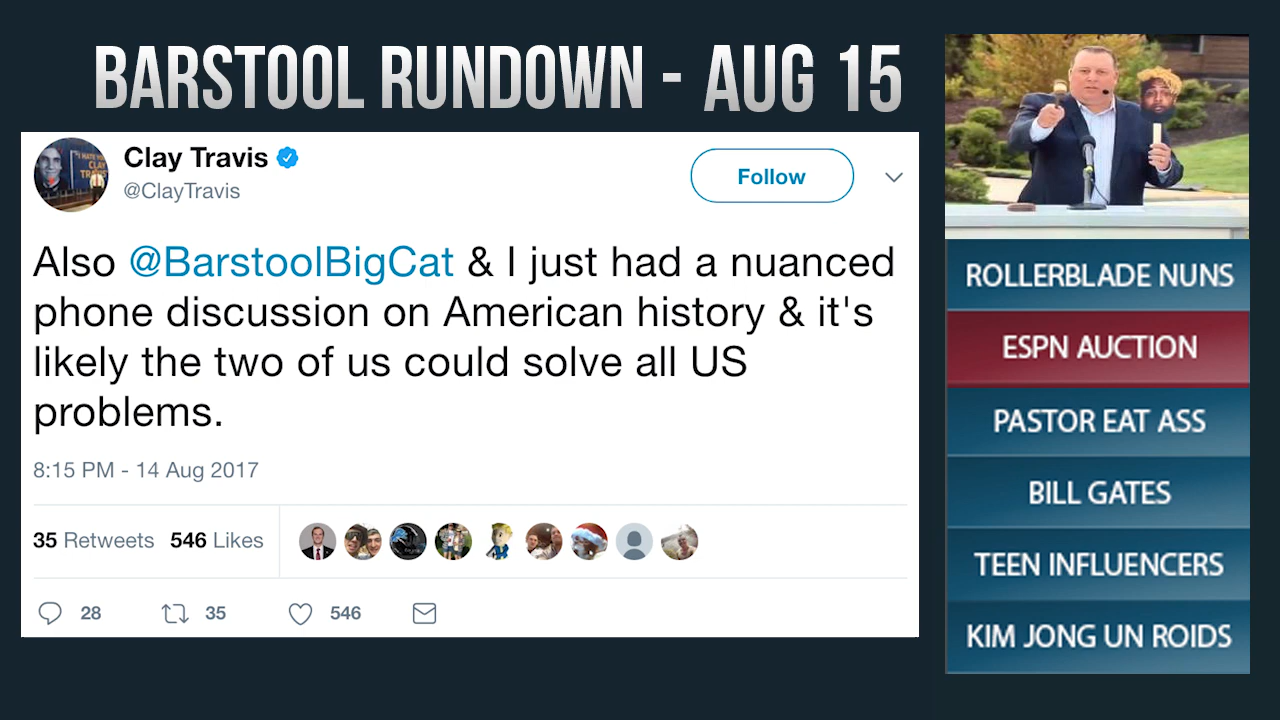 BARSTOOL RUNDOWN - AUG 15
Clay Travis
@ClayTravis
Follow
Also @BarstoolBigCat & I just had a nuanced
phone discussion on American history & it's
likely the two of us could solve all US
problems.
8:15 PM - 14 Aug 2017
35 Retweets 546 Likes
28 35 546
ROLLERBLADE NUNS
ESPN AUCTION
PASTOR EAT ASS
BILL GATES
TEEN INFLUENCERS
KIM JONG UN ROIDS